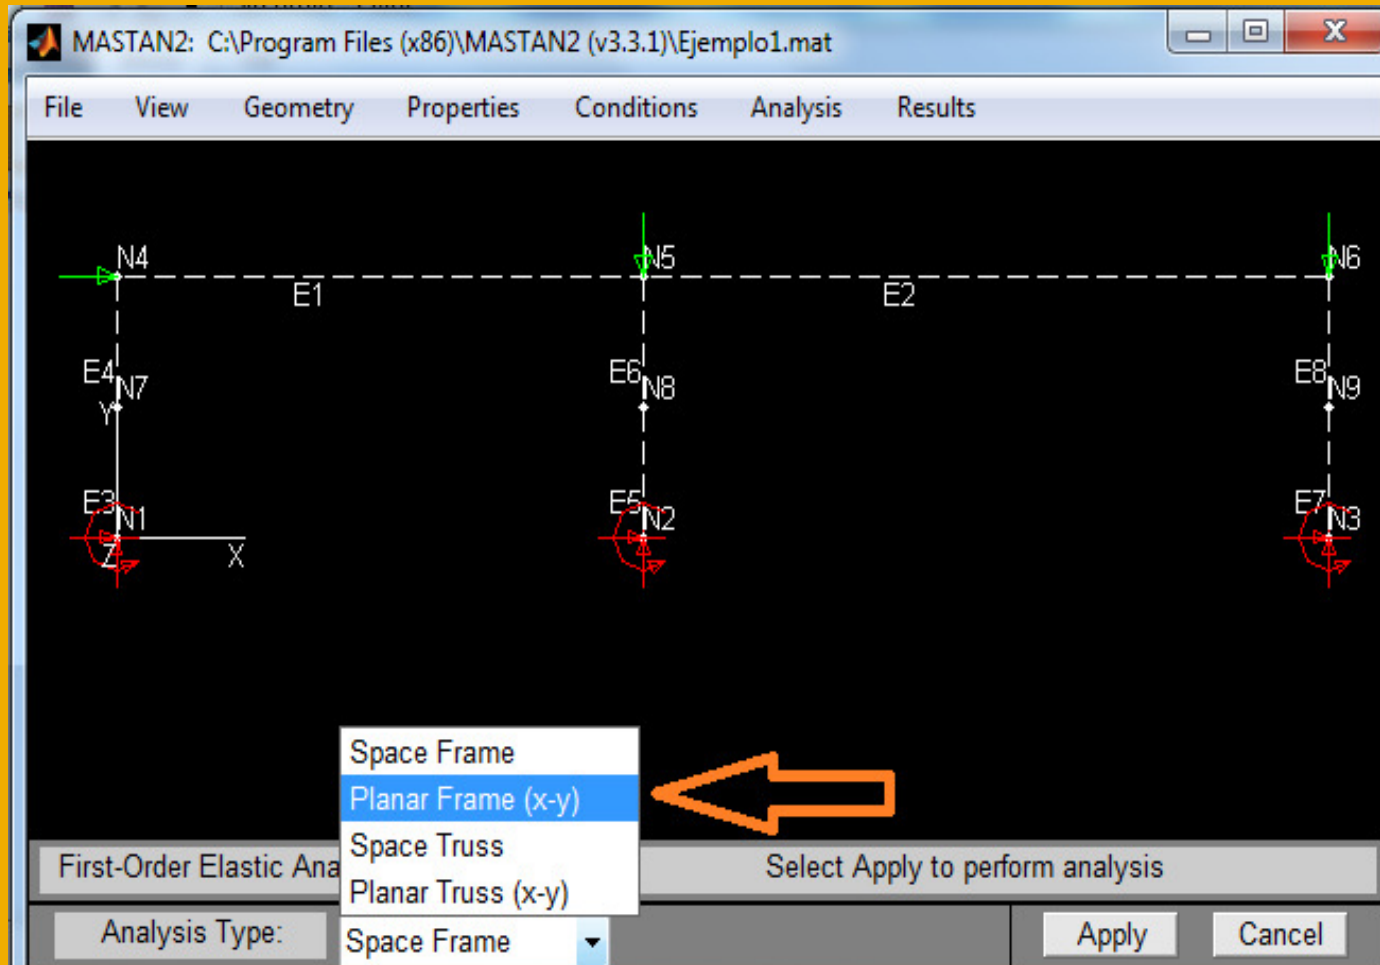 MASTAN2: C:\Program Files (x86)\MASTAN2 (v3.3.1)\Ejemplo1.mat
File View Geometry Properties Conditions Analysis Results
N4 N5 N6
E1 E2
E4 E6 E8
N7 N8 N9
Y
E3 E5 E7
N1 N2 N3
Z X
Space Frame
Planar Frame (x-y)
Space Truss
Planar Truss (x-y)
First-Order Elastic Ana Select Apply to perform analysis
Analysis Type: Space Frame Apply Cancel